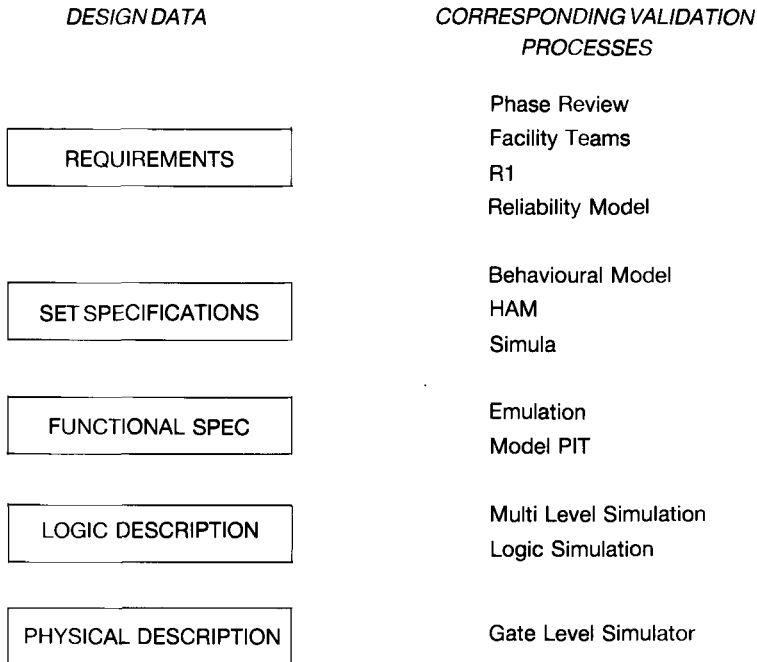 DESIGN DATA
CORRESPONDING VALIDATION
PROCESSES
REQUIREMENTS
Phase Review
Facility Teams
R1
Reliability Model
SET SPECIFICATIONS
Behavioural Model
HAM
Simula
FUNCTIONAL SPEC
Emulation
Model PIT
LOGIC DESCRIPTION
Multi Level Simulation
Logic Simulation
PHYSICAL DESCRIPTION
Gate Level Simulator